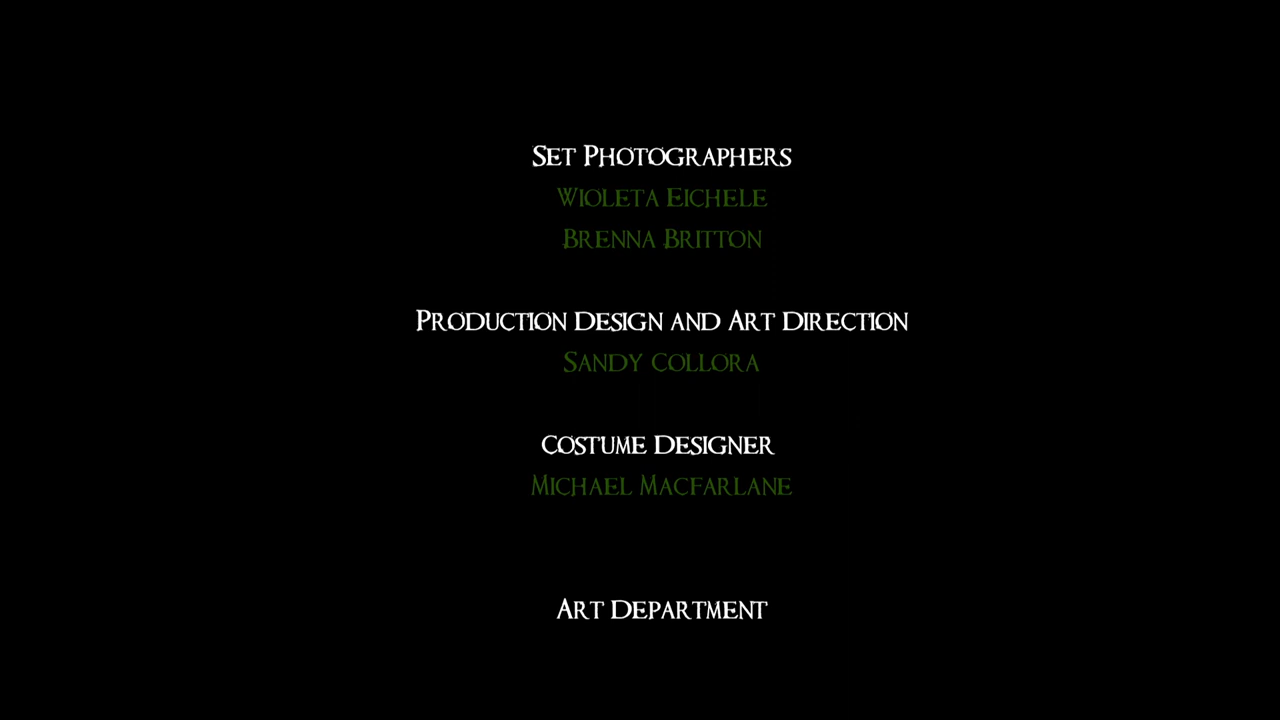 Set Photographers
Wioleta Eichele
Brenna Britton
Production Design and Art Direction
Sandy Collora
Costume Designer
Michael Macfarlane
Art Department